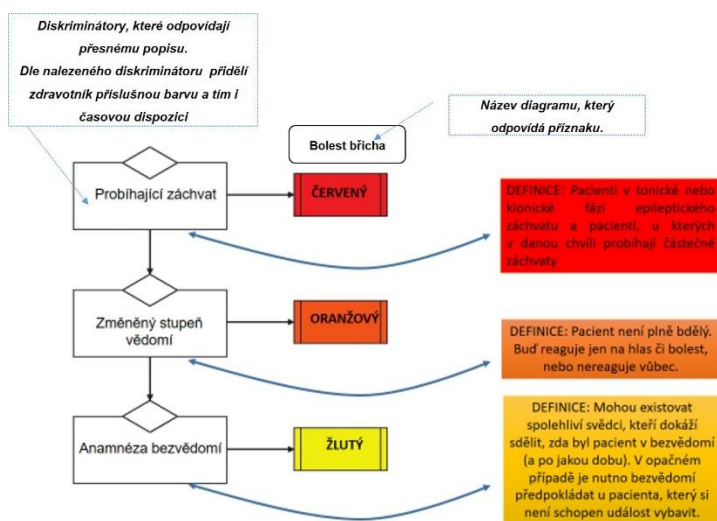 Diskriminátory, které odpovídají
přesnému popisu.
Dle nalezeného diskriminátoru přidělí
zdravotník příslušnou barvu a tím i
časovou dispozici
Název diagramu, který
odpovídá příznaku.
Bolest břicha
Probíhající záchvat
ČERVENÝ
DEFINICE: Pacienti v tonické nebo
klonické fázi epileptického
záchvatu a pacienti, u kterých
v danou chvíli probíhají částečné
záchvaty
Změněný stupeň
vědomí
ORANŽOVÝ
DEFINICE: Pacient není plně bdělý.
Buď reaguje jen na hlas či bolest,
nebo nereaguje vůbec.
Anamnéza bezvědomí
ŽLUTÝ
DEFINICE: Mohou existovat
spolehliví svědci, kteří dokáží
sdělit, zda byl pacient v bezvědomí
(a po jakou dobu). V opačném
případě je nutno bezvědomí
předpokládat u pacienta, který si
není schopen událost vybavit.